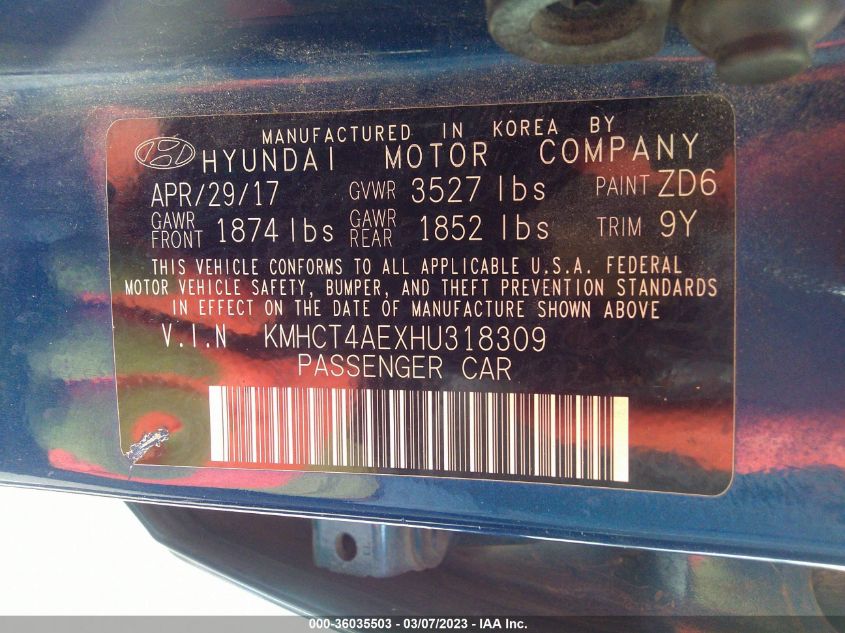 MANUFACTURED IN KOREA BY
HYUNDAI MOTOR COMPANY
APR/29/17 GVWR 3527 lbs PAINT ZD6
GAWR FRONT 1874 lbs GAWR REAR 1852 lbs TRIM 9Y
THIS VEHICLE CONFORMS TO ALL APPLICABLE U.S.A. FEDERAL
MOTOR VEHICLE SAFETY, BUMPER, AND THEFT PREVENTION STANDARDS
IN EFFECT ON THE DATE OF MANUFACTURE SHOWN ABOVE
V.I.N KMHCT4AEXHU318309
PASSENGER CAR
000-36035503 - 03/07/2023 - IAA Inc.